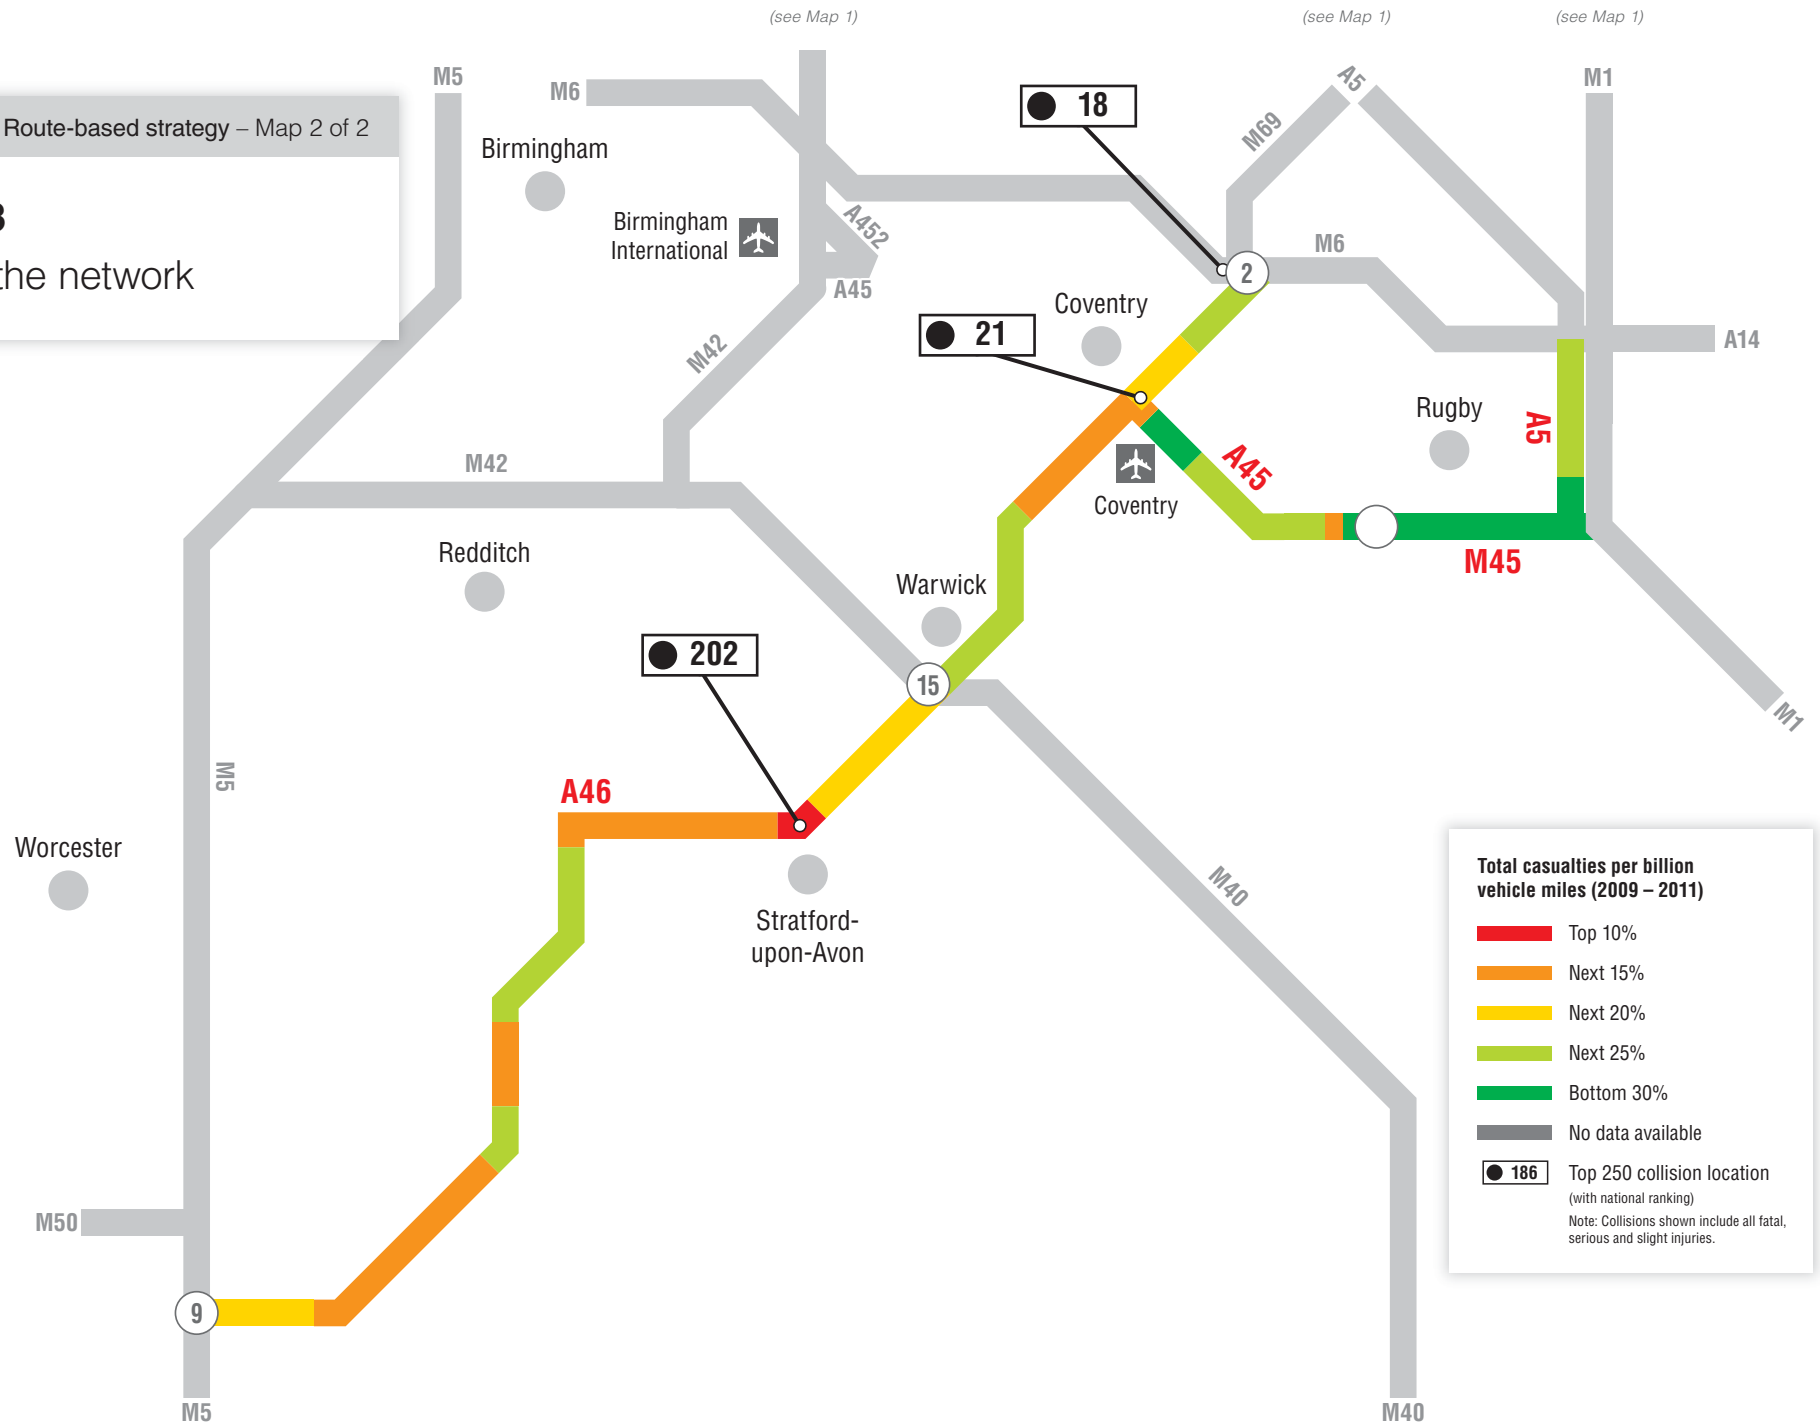 (see Map 1)
(see Map 1)
(see Map 1)
Route-based strategy – Map 2 of 2
the network
M5
M6
18
A5
M1
M69
Birmingham
Birmingham
International
A452
A45
M6
2
Coventry
21
A14
M42
Rugby
A5
A45
Coventry
M42
M45
Redditch
Warwick
202
15
M1
M5
A46
Worcester
M40
Stratford-
upon-Avon
M50
9
M5
M40
Total casualties per billion
vehicle miles (2009 – 2011)
Top 10%
Next 15%
Next 20%
Next 25%
Bottom 30%
No data available
186
Top 250 collision location
(with national ranking)
Note: Collisions shown include all fatal,
serious and slight injuries.